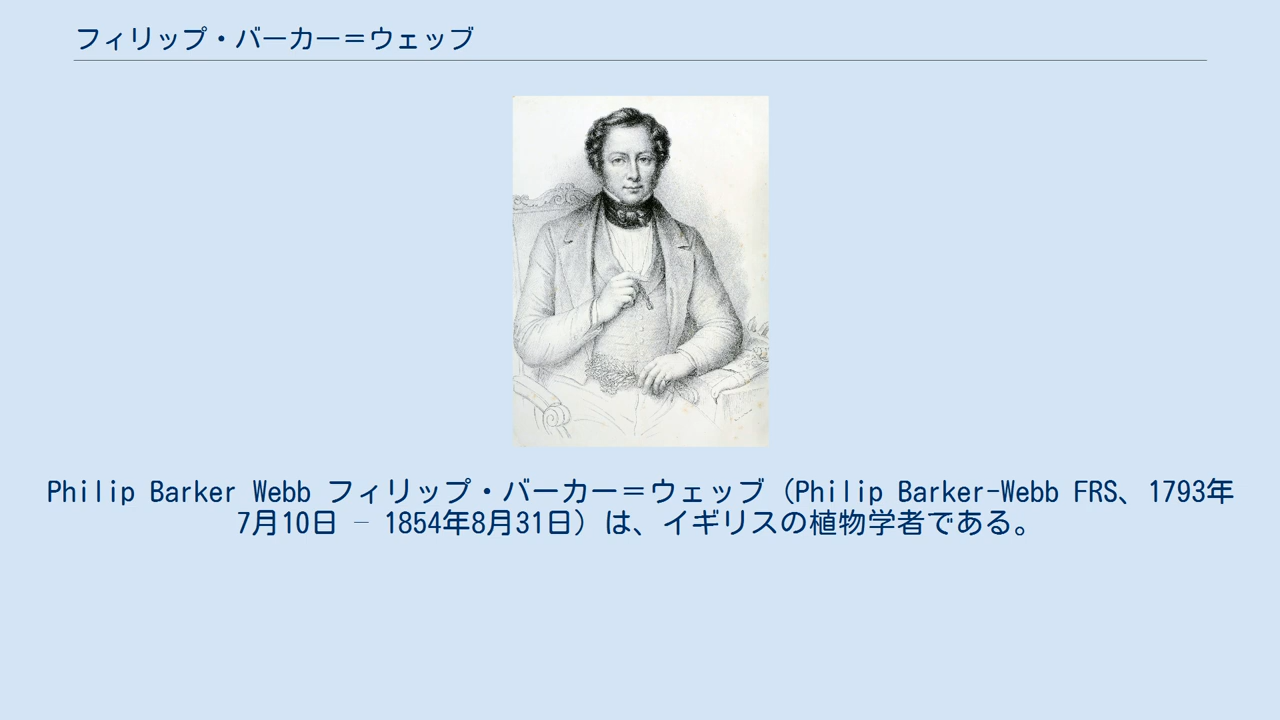 フィリップ・バーカー＝ウェッブ
Philip Barker Webb フィリップ・バーカー＝ウェッブ（Philip Barker-Webb FRS、1793年
7月10日 – 1854年8月31日）は、イギリスの植物学者である。